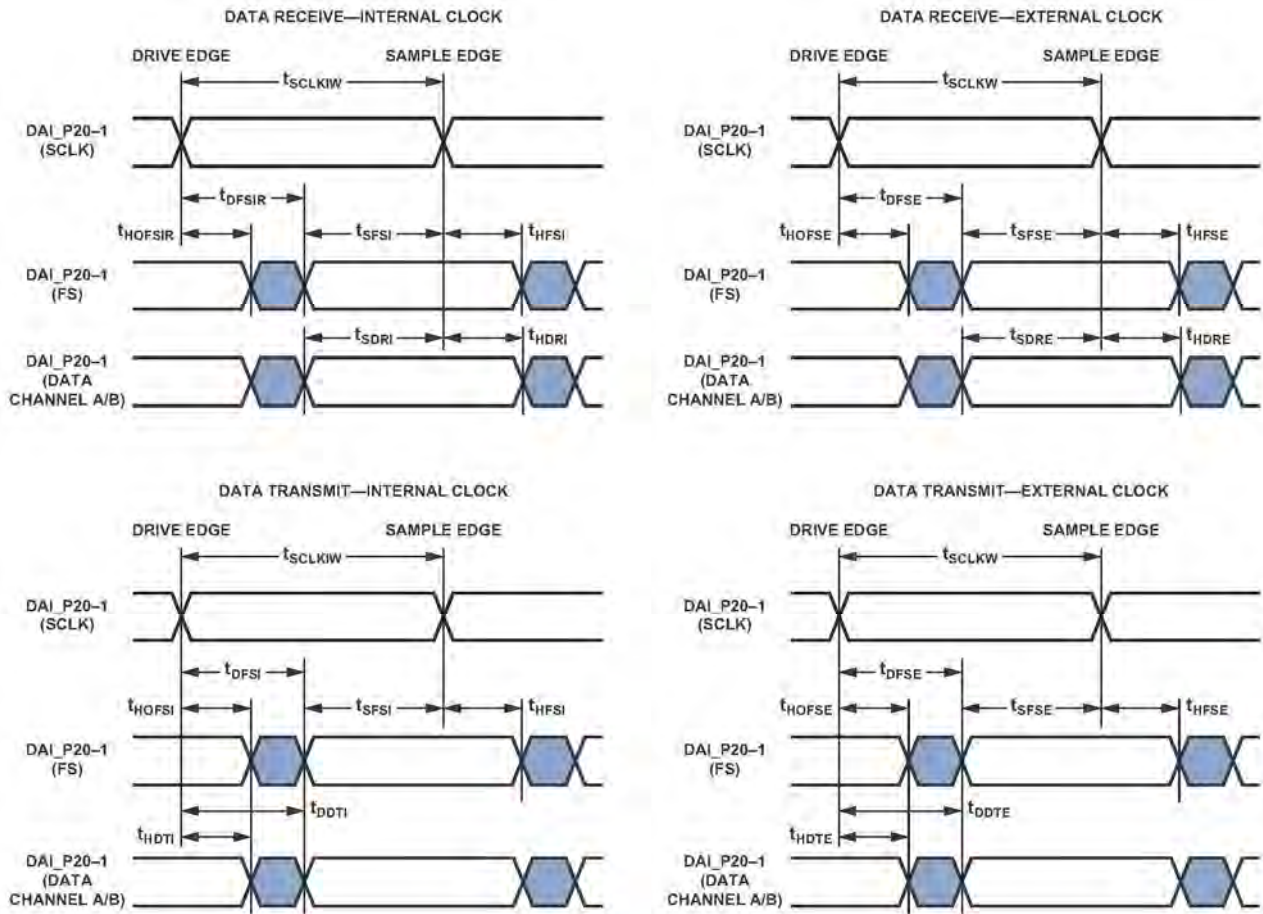 DATA RECEIVE—INTERNAL CLOCK
DRIVE EDGE
SAMPLE EDGE
tSCLKIW
DAI_P20–1
(SCLK)
tDFSIR
tHOFSIR
tSFSI
tHFSI
DAI_P20–1
(FS)
tSDRI
tHDRI
DAI_P20–1
(DATA
CHANNEL A/B)
DATA RECEIVE—EXTERNAL CLOCK
DRIVE EDGE
SAMPLE EDGE
tSCLKW
DAI_P20–1
(SCLK)
tDFSE
tHOFSE
tSFSE
tHFSE
DAI_P20–1
(FS)
tSDRE
tHDRE
DAI_P20–1
(DATA
CHANNEL A/B)
DATA TRANSMIT—INTERNAL CLOCK
DRIVE EDGE
SAMPLE EDGE
tSCLKIW
DAI_P20–1
(SCLK)
tDFSI
tHOFSI
tSFSI
tHFSI
DAI_P20–1
(FS)
tDDTI
tHDTI
DAI_P20–1
(DATA
CHANNEL A/B)
DATA TRANSMIT—EXTERNAL CLOCK
DRIVE EDGE
SAMPLE EDGE
tSCLKW
DAI_P20–1
(SCLK)
tDFSE
tHOFSE
tSFSE
tHFSE
DAI_P20–1
(FS)
tDDTE
tHDTE
DAI_P20–1
(DATA
CHANNEL A/B)